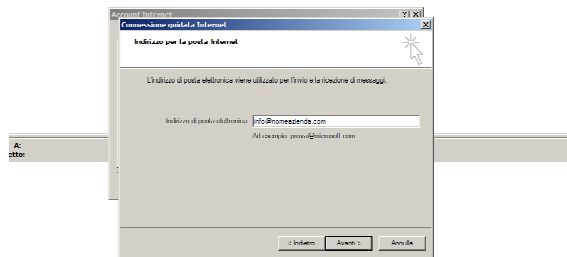 Account Internet
Connessione guidata Internet
Indirizzo per la posta Internet
L'indirizzo di posta elettronica viene utilizzato per l'invio e la ricezione di messaggi.
Indirizzo di posta elettronica: info@nomeazienda.com
Ad esempio: prova@microsoft.com
A:
etto:
< Indietro Avanti > Annulla